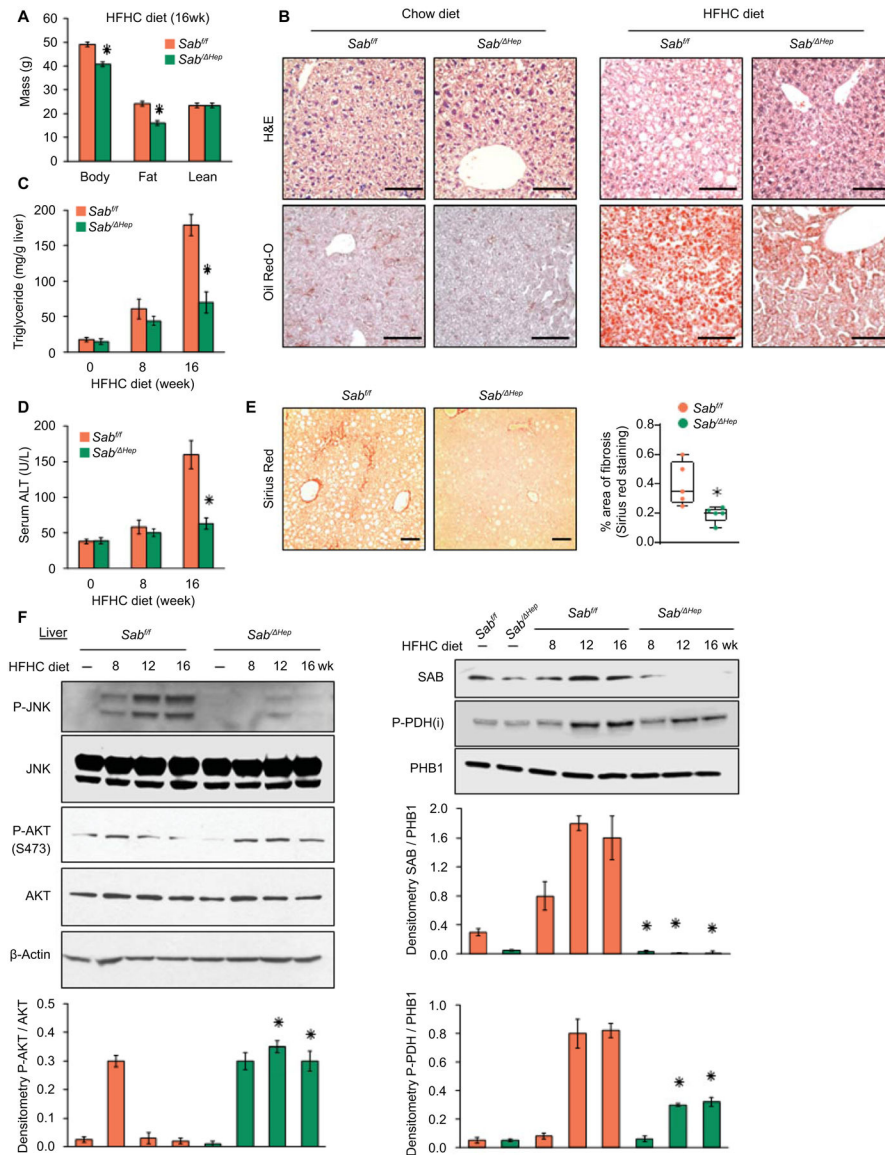 A
HFHC diet (16wk)
Mass (g)
60
50
40
30
20
10
0
Sab^f/f
Sab^/ΔHep
*
*
Body Fat Lean
B
Chow diet
HFHC diet
Sab^f/f Sab^/ΔHep Sab^f/f Sab^/ΔHep
H&E
Oil Red-O
C
Triglyceride (mg/g liver)
200
150
100
50
0
Sab^f/f
Sab^/ΔHep
*
0 8 16
HFHC diet (week)
D
Serum ALT (U/L)
200
150
100
50
0
Sab^f/f
Sab^/ΔHep
*
0 8 16
HFHC diet (week)
E
Sab^f/f Sab^/ΔHep
Sirius Red
Sab^f/f
Sab^/ΔHep
% area of fibrosis
(Sirius red staining)
0.8
0.6
0.4
0.2
0
*
F
Liver
Sab^f/f Sab^/ΔHep
HFHC diet – 8 12 16 – 8 12 16 wk
P-JNK
JNK
P-AKT
(S473)
AKT
β-Actin
Densitometry P-AKT / AKT
0.4
0.3
0.2
0.1
0.0
* *
Sab^f/f Sab^/ΔHep Sab^f/f Sab^/ΔHep
HFHC diet – – 8 12 16 8 12 16 wk
SAB
P-PDH(i)
PHB1
Densitometry SAB / PHB1
2.0
1.6
1.2
0.8
0.4
0.0
* * *
Densitometry P-PDH / PHB1
1.0
0.8
0.6
0.4
0.2
0.0
* *